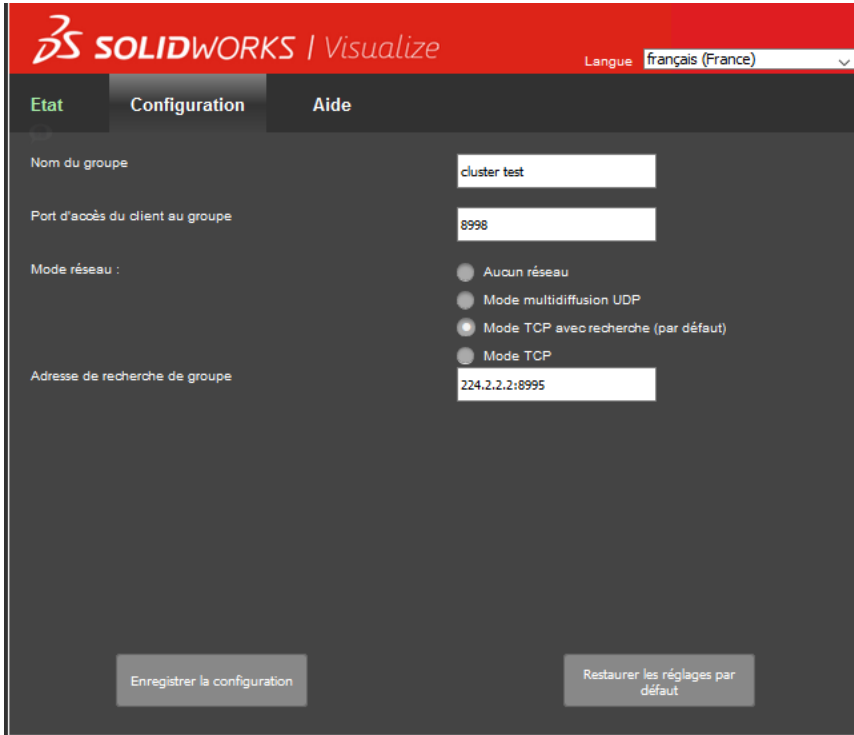 SOLIDWORKS | Visualize
Langue français (France)
Etat Configuration Aide
Nom du groupe cluster test
Port d'accès du client au groupe 8998
Mode réseau : Aucun réseau
Mode multidiffusion UDP
Mode TCP avec recherche (par défaut)
Mode TCP
Adresse de recherche de groupe 224.2.2.2:8995
Enregistrer la configuration
Restaurer les réglages par
défaut